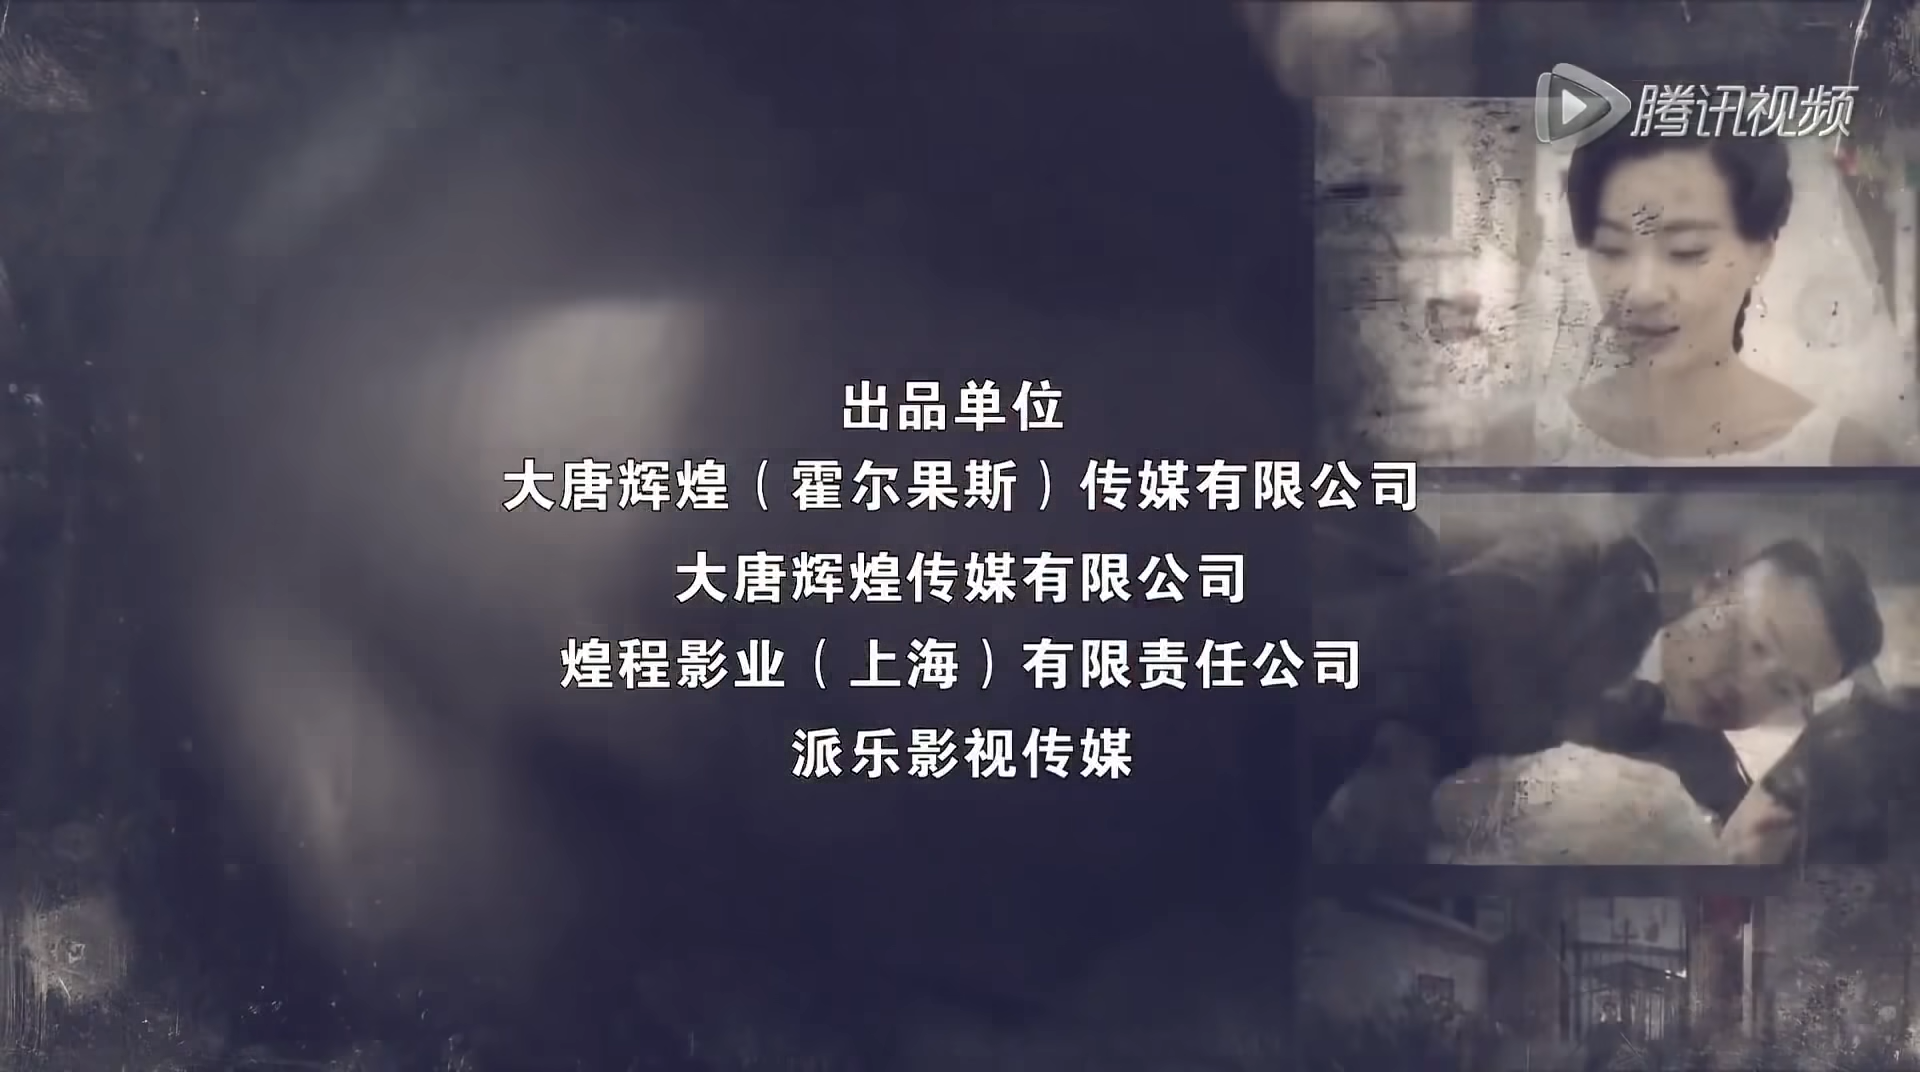 腾讯视频
出品单位
大唐辉煌（霍尔果斯）传媒有限公司
大唐辉煌传媒有限公司
煌程影业（上海）有限责任公司
派乐影视传媒